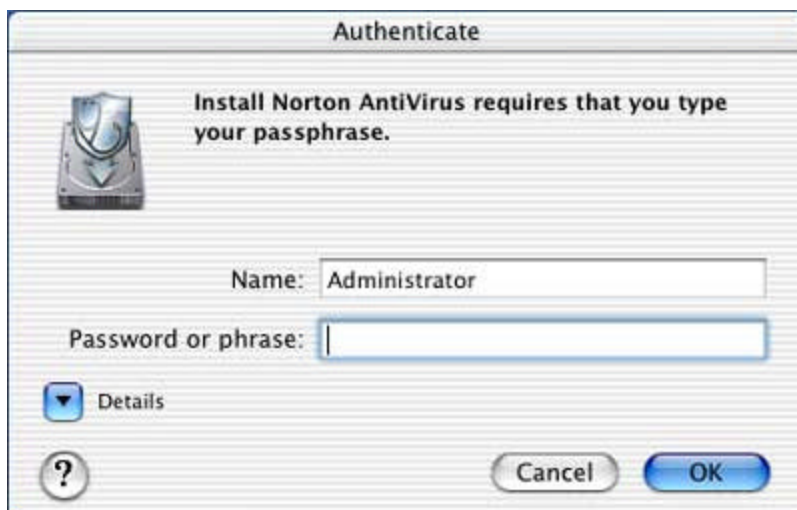 Authenticate
Install Norton AntiVirus requires that you type
your passphrase.
Name: Administrator
Password or phrase:
Details
?
Cancel
OK